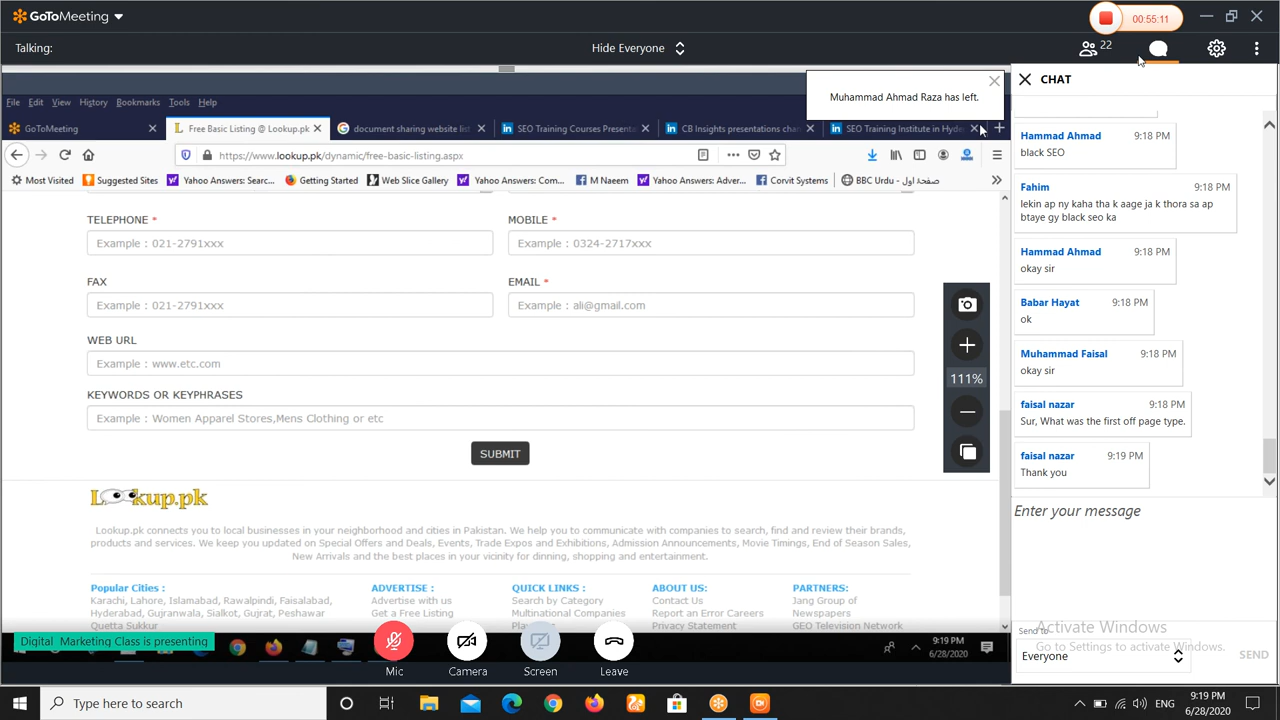 GoToMeeting
00:55:11
Talking:
Hide Everyone
22
Muhammad Ahmad Raza has left.
CHAT
File Edit View History Bookmarks Tools Help
GoToMeeting
Free Basic Listing @ Lookup.pk
document sharing website list
SEO Training Courses Presenta
CB Insights presentations chan
SEO Training Institute in Hyde
https://www.lookup.pk/dynamic/free-basic-listing.aspx
Most Visited Suggested Sites Yahoo Answers: Searc... Getting Started Web Slice Gallery Yahoo Answers: Com... M Naeem Yahoo Answers: Adver... Corvit Systems BBC Urdu - صفحۂ اول
TELEPHONE *
MOBILE *
Example : 021-2791xxx
Example : 0324-2717xxx
FAX
EMAIL *
Example : 021-2791xxx
Example : ali@gmail.com
WEB URL
Example : www.etc.com
KEYWORDS OR KEYPHRASES
Example : Women Apparel Stores,Mens Clothing or etc
SUBMIT
111%
Lookup.pk
Lookup.pk connects you to local businesses in your neighborhood and cities in Pakistan. We help you to communicate with companies to search, find and review their brands,
products and services. We keep you updated on Special Offers and Deals, Events, Trade Expos and Exhibitions, Admission Announcements, Movie Timings, End of Season Sales,
New Arrivals and the best places in your vicinity for dinning, shopping and entertainment.
Popular Cities :
Karachi, Lahore, Islamabad, Rawalpindi, Faisalabad,
Hyderabad, Gujranwala, Sialkot, Gujrat, Peshawar
Quetta Sukkur
ADVERTISE :
Advertise with us
Get a Free Listing
QUICK LINKS :
Search by Category
Multinational Companies
ABOUT US:
Contact Us
Report an Error Careers
Privacy Statement
PARTNERS:
Jang Group of
Newspapers
GEO Television Network
Digital Marketing Class is presenting
9:19 PM
6/28/2020
Mic
Camera
Screen
Leave
Hammad Ahmad 9:18 PM
black SEO
Fahim 9:18 PM
lekin ap ny kaha tha k aage ja k thora sa ap
btaye gy black seo ka
Hammad Ahmad 9:18 PM
okay sir
Babar Hayat 9:18 PM
ok
Muhammad Faisal 9:18 PM
okay sir
faisal nazar 9:18 PM
Sur, What was the first off page type.
faisal nazar 9:19 PM
Thank you
Enter your message
Send to
Everyone
SEND
Activate Windows
Go to Settings to activate Windows.
Type here to search
ENG
9:19 PM
6/28/2020